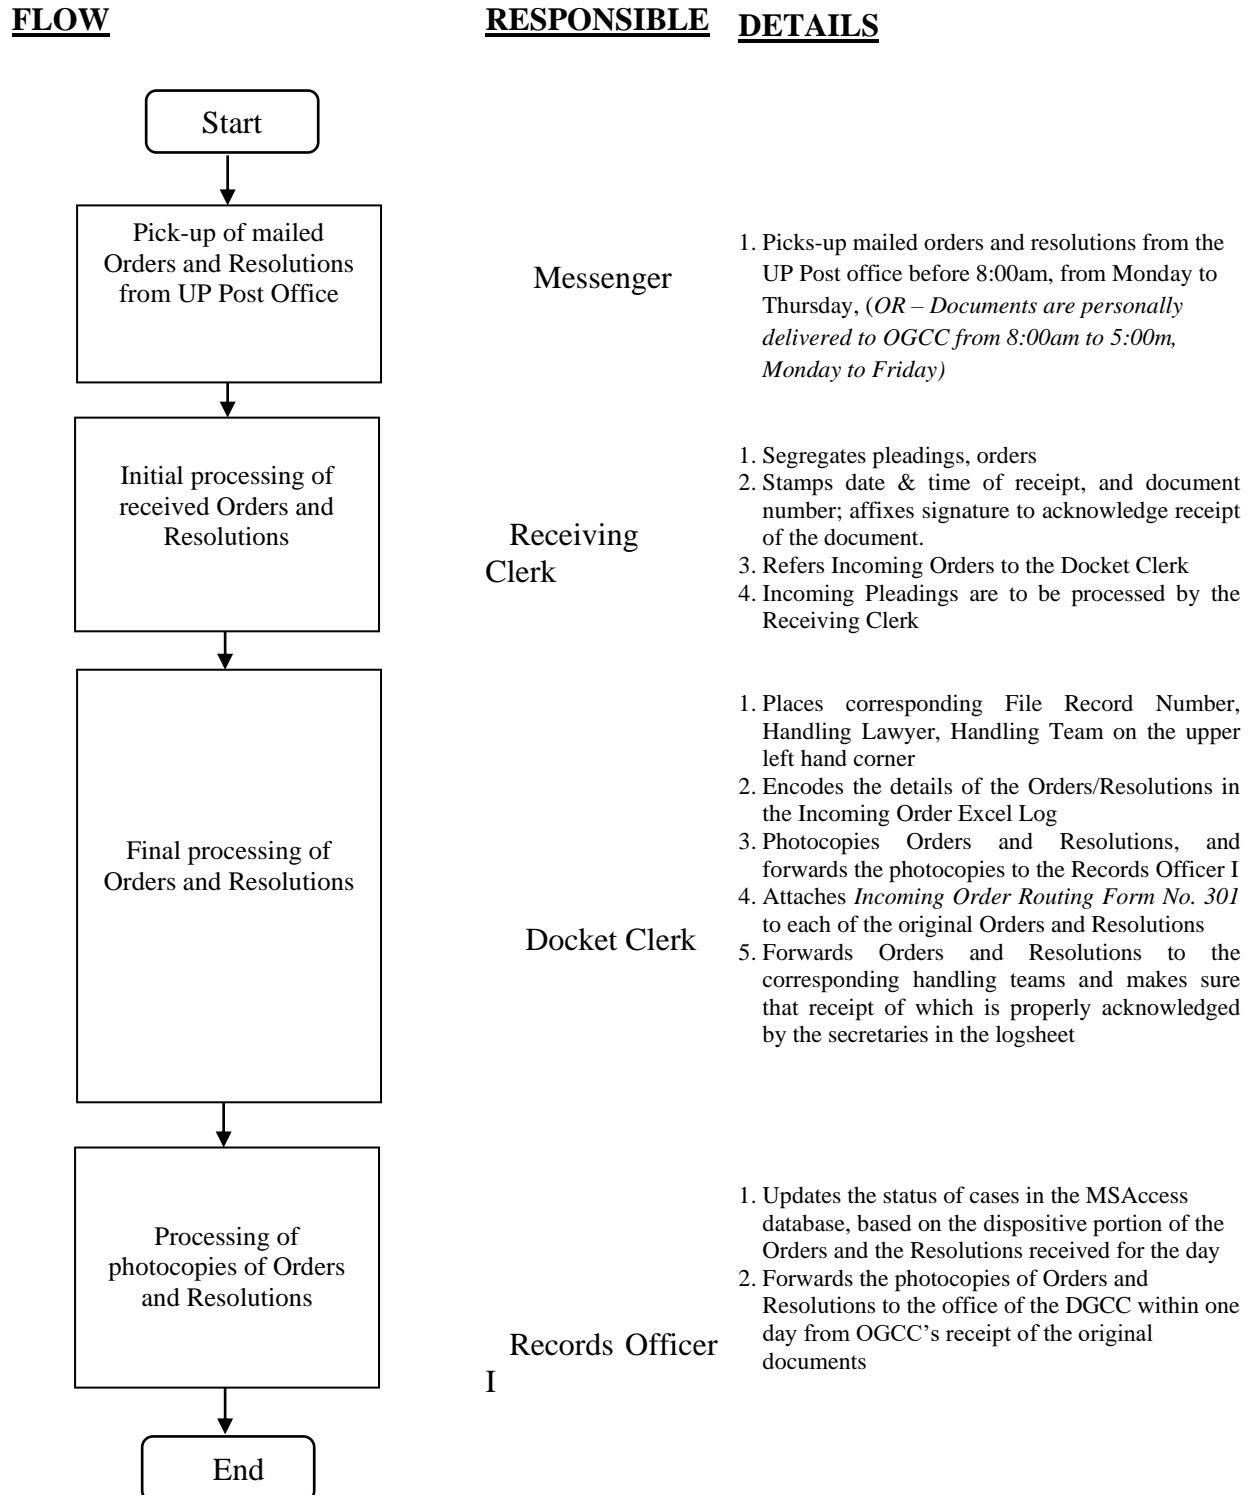 FLOW
RESPONSIBLE
DETAILS
Start
Pick-up of mailed
Orders and Resolutions
from UP Post Office
Messenger
1. Picks-up mailed orders and resolutions from the
UP Post office before 8:00am, from Monday to
Thursday, (OR – Documents are personally
delivered to OGCC from 8:00am to 5:00m,
Monday to Friday)
Initial processing of
received Orders and
Resolutions
Receiving
Clerk
1. Segregates pleadings, orders
2. Stamps date & time of receipt, and document
number; affixes signature to acknowledge receipt
of the document.
3. Refers Incoming Orders to the Docket Clerk
4. Incoming Pleadings are to be processed by the
Receiving Clerk
Final processing of
Orders and Resolutions
Docket Clerk
1. Places corresponding File Record Number,
Handling Lawyer, Handling Team on the upper
left hand corner
2. Encodes the details of the Orders/Resolutions in
the Incoming Order Excel Log
3. Photocopies Orders and Resolutions, and
forwards the photocopies to the Records Officer I
4. Attaches Incoming Order Routing Form No. 301
to each of the original Orders and Resolutions
5. Forwards Orders and Resolutions to the
corresponding handling teams and makes sure
that receipt of which is properly acknowledged
by the secretaries in the logsheet
Processing of
photocopies of Orders
and Resolutions
Records Officer
I
1. Updates the status of cases in the MSAccess
database, based on the dispositive portion of the
Orders and the Resolutions received for the day
2. Forwards the photocopies of Orders and
Resolutions to the office of the DGCC within one
day from OGCC’s receipt of the original
documents
End